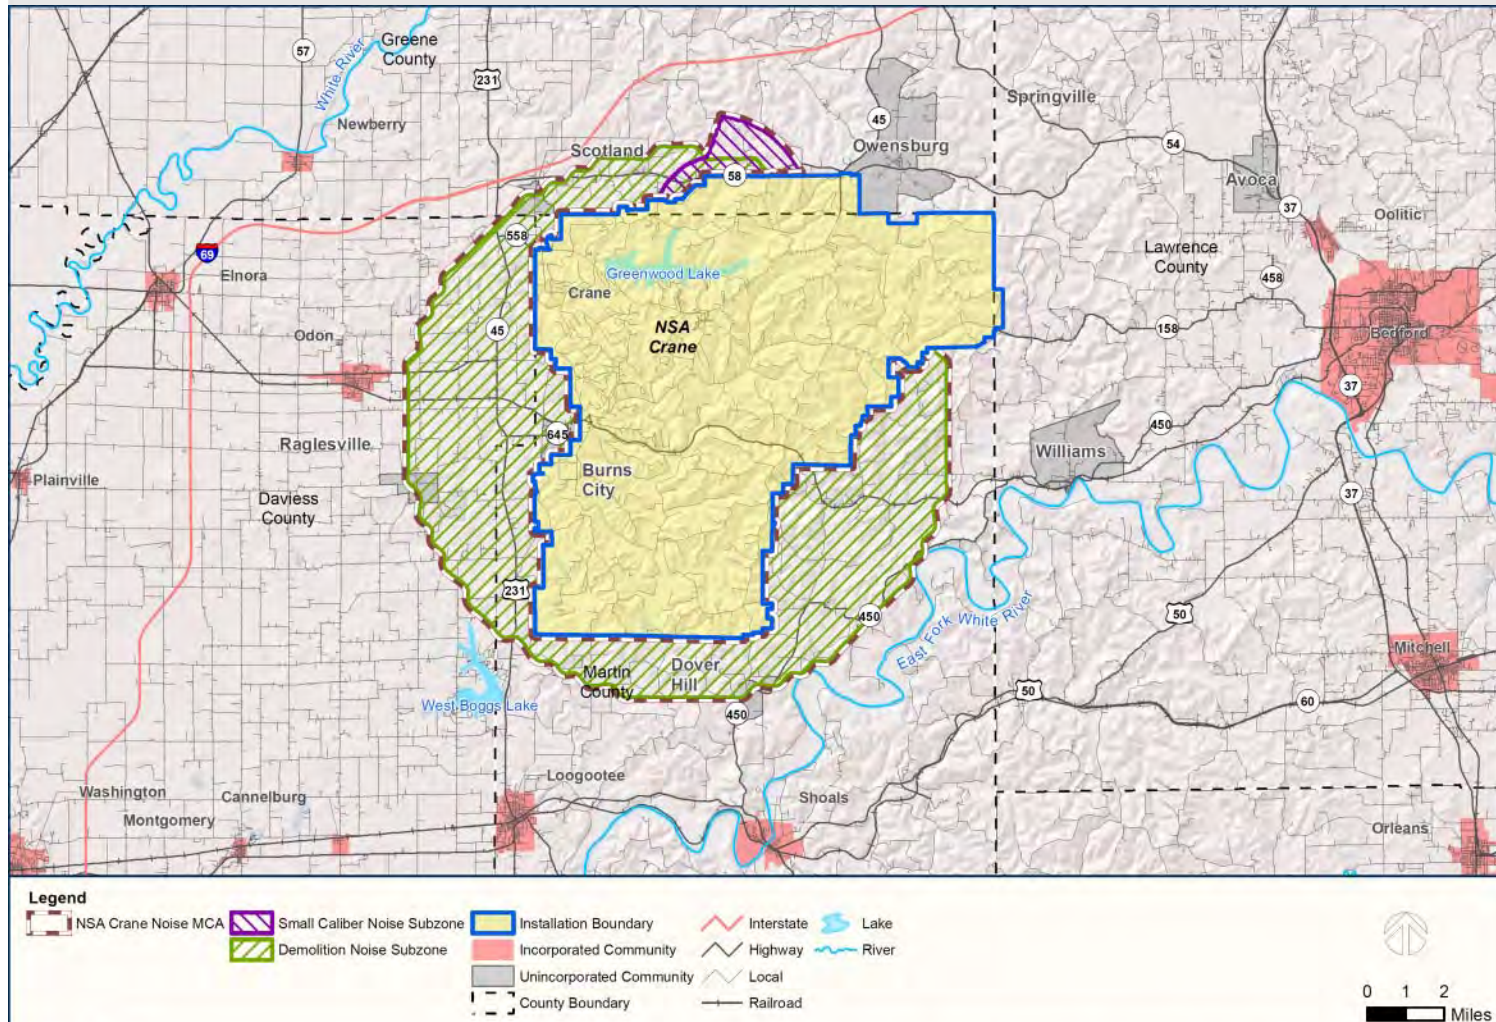 Greene
County
57
231
White River
Newberry
Springville
45
Scotland
Owensburg
54
58
Avoca
37
Oolitic
558
69
Elnora
Greenwood Lake
Lawrence
County
458
Crane
NSA
Crane
45
158
Bedford
Odon
37
645
450
Raglesville
Williams
Plainville
Burns
City
Daviess
County
37
231
450
50
East Fork White River
Mitchell
Martin
County
Dover
Hill
50
60
West Boggs Lake
450
Loogootee
Shoals
Washington
Cannelburg
Montgomery
Orleans
Legend
NSA Crane Noise MCA
Small Caliber Noise Subzone
Demolition Noise Subzone
Installation Boundary
Incorporated Community
Unincorporated Community
County Boundary
Interstate
Highway
Local
Railroad
Lake
River
0 1 2
Miles